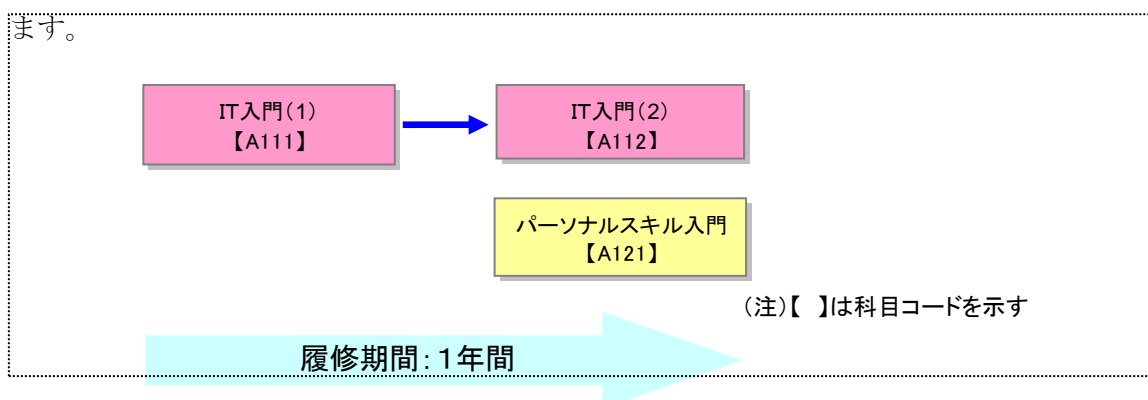 ます。
IT入門(1)
【A111】
IT入門(2)
【A112】
パーソナルスキル入門
【A121】
(注)【 】は科目コードを示す
履修期間:1年間